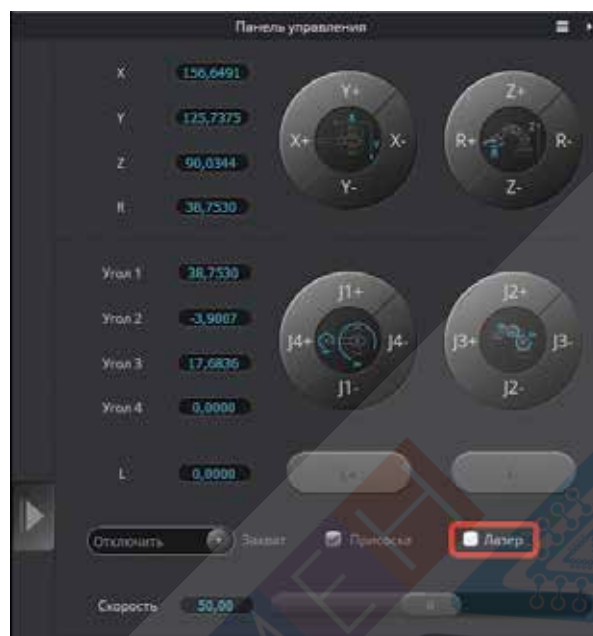 Панель управления
X 156,6491
Y 125,7375
Z 90,0344
R 38,7530
Y+
X+ X-
Y-
Z+
R+ R-
Z-
Угол 1 38,7530
Угол 2 -3,9007
Угол 3 17,6836
Угол 4 0,0000
J1+
J4+ J4-
J1-
J2+
J3+ J3-
J2-
L 0,0000
Отключить Захват Присоска Лазер
Скорость 50,00